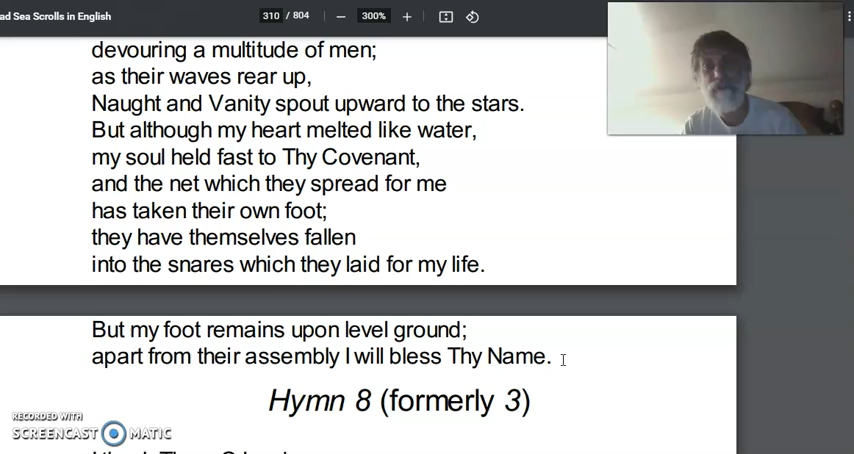 ad Sea Scrolls in English
310 / 804
300%
devouring a multitude of men;
as their waves rear up,
Naught and Vanity spout upward to the stars.
But although my heart melted like water,
my soul held fast to Thy Covenant,
and the net which they spread for me
has taken their own foot;
they have themselves fallen
into the snares which they laid for my life.
But my foot remains upon level ground;
apart from their assembly I will bless Thy Name.
Hymn 8 (formerly 3)
RECORDED WITH
SCREENCAST MATIC